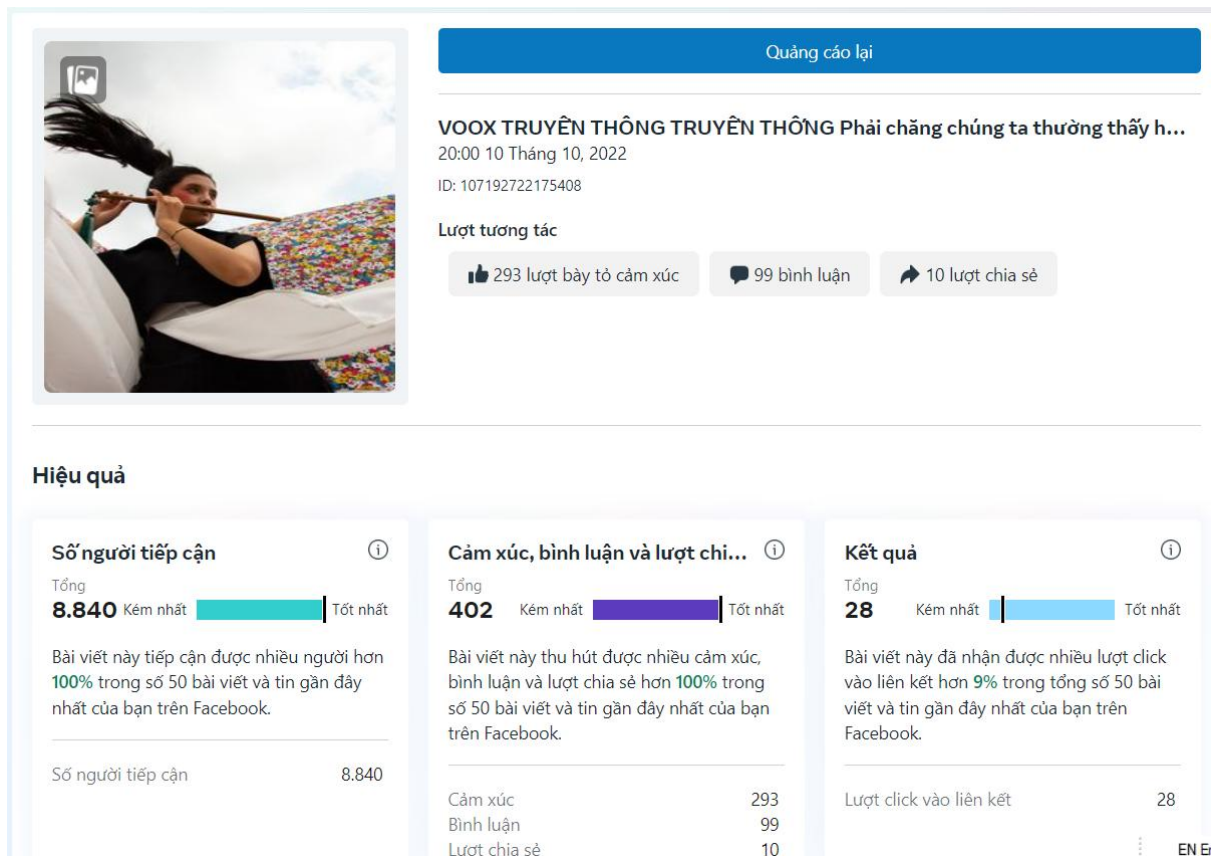 Quảng cáo lại
VOOX TRUYỀN THÔNG TRUYỀN THỐNG Phải chăng chúng ta thường thấy h...
20:00 10 Tháng 10, 2022
ID: 107192722175408
Lượt tương tác
293 lượt bày tỏ cảm xúc
99 bình luận
10 lượt chia sẻ
Hiệu quả
Số người tiếp cận
Tổng
8.840 Kém nhất Tốt nhất
Bài viết này tiếp cận được nhiều người hơn
100% trong số 50 bài viết và tin gần đây
nhất của bạn trên Facebook.
Số người tiếp cận 8.840
Cảm xúc, bình luận và lượt chi...
Tổng
402 Kém nhất Tốt nhất
Bài viết này thu hút được nhiều cảm xúc,
bình luận và lượt chia sẻ hơn 100% trong
số 50 bài viết và tin gần đây nhất của bạn
trên Facebook.
Cảm xúc 293
Bình luận 99
Lượt chia sẻ 10
Kết quả
Tổng
28 Kém nhất Tốt nhất
Bài viết này đã nhận được nhiều lượt click
vào liên kết hơn 9% trong tổng số 50 bài
viết và tin gần đây nhất của bạn trên
Facebook.
Lượt click vào liên kết 28
EN